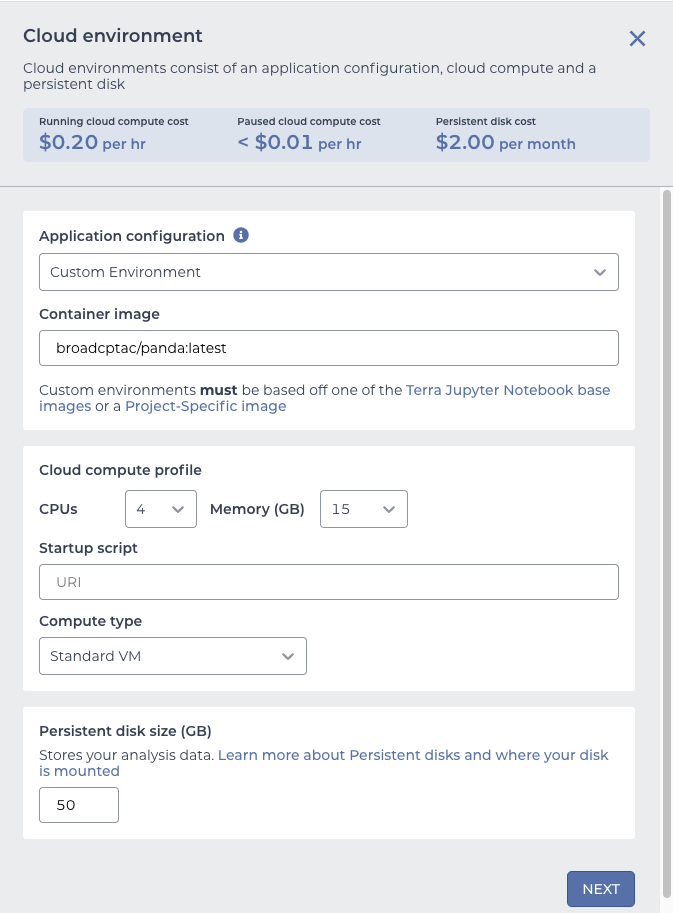 Cloud environment
Cloud environments consist of an application configuration, cloud compute and a
persistent disk
Running cloud compute cost
$0.20 per hr
Paused cloud compute cost
< $0.01 per hr
Persistent disk cost
$2.00 per month
Application configuration
Custom Environment
Container image
broadcptac/panda:latest
Custom environments must be based off one of the Terra Jupyter Notebook base
images or a Project-Specific image
Cloud compute profile
CPUs 4 Memory (GB) 15
Startup script
URI
Compute type
Standard VM
Persistent disk size (GB)
Stores your analysis data. Learn more about Persistent disks and where your disk
is mounted
50
NEXT